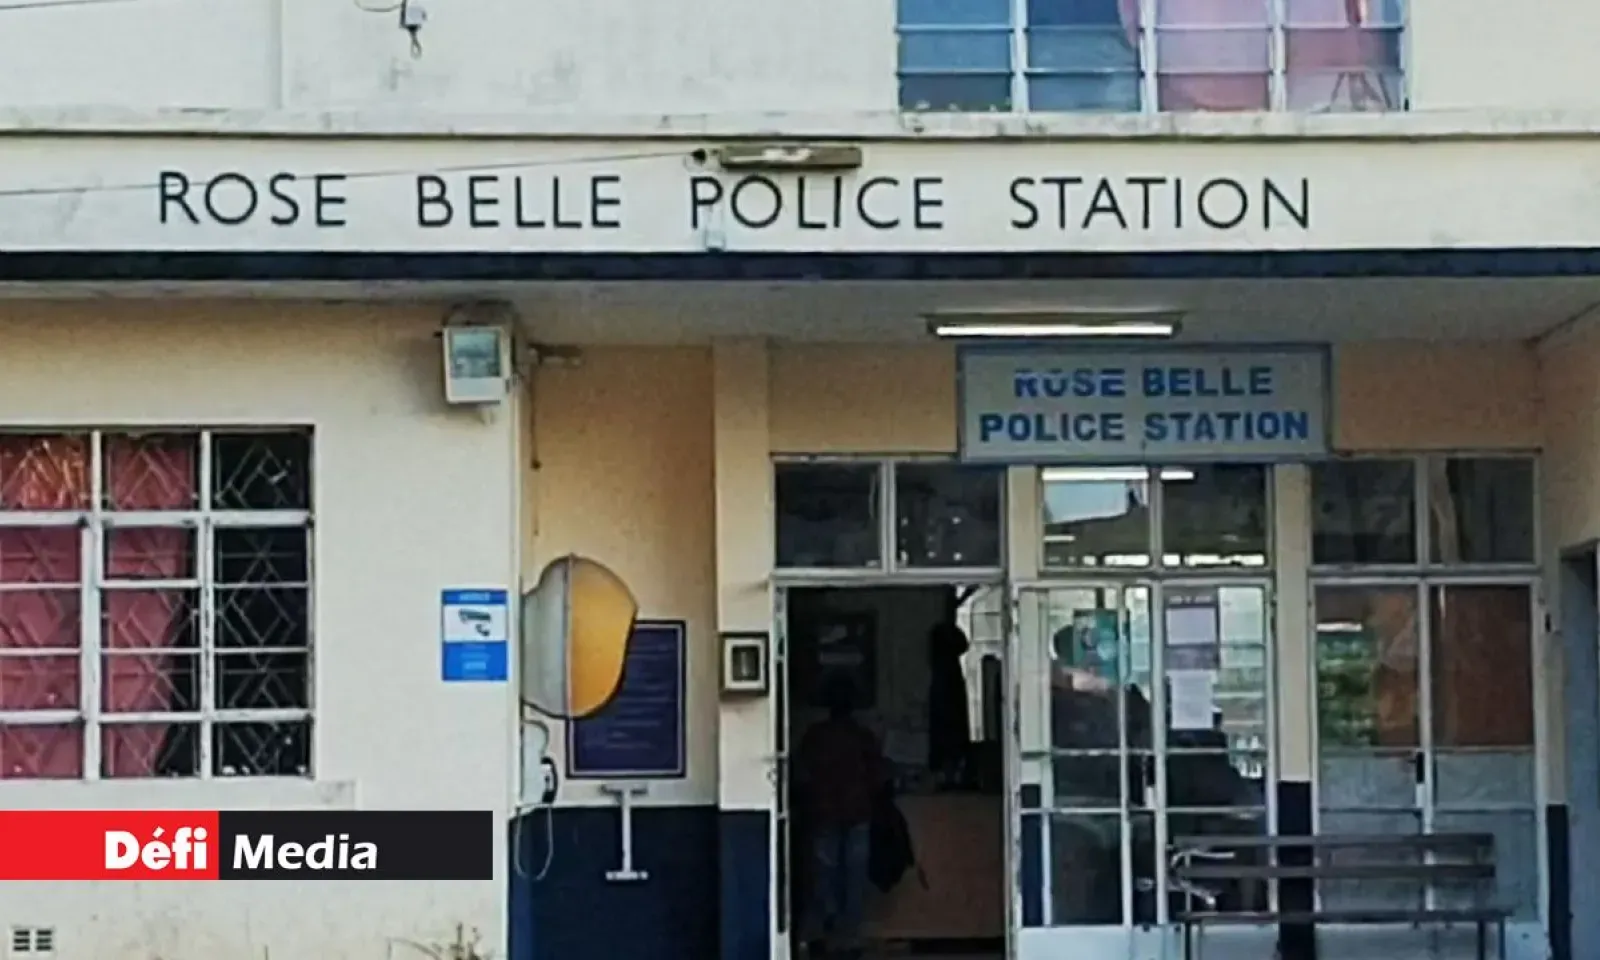 ROSE BELLE POLICE STATION
ROSE BELLE
POLICE STATION
Défi Media